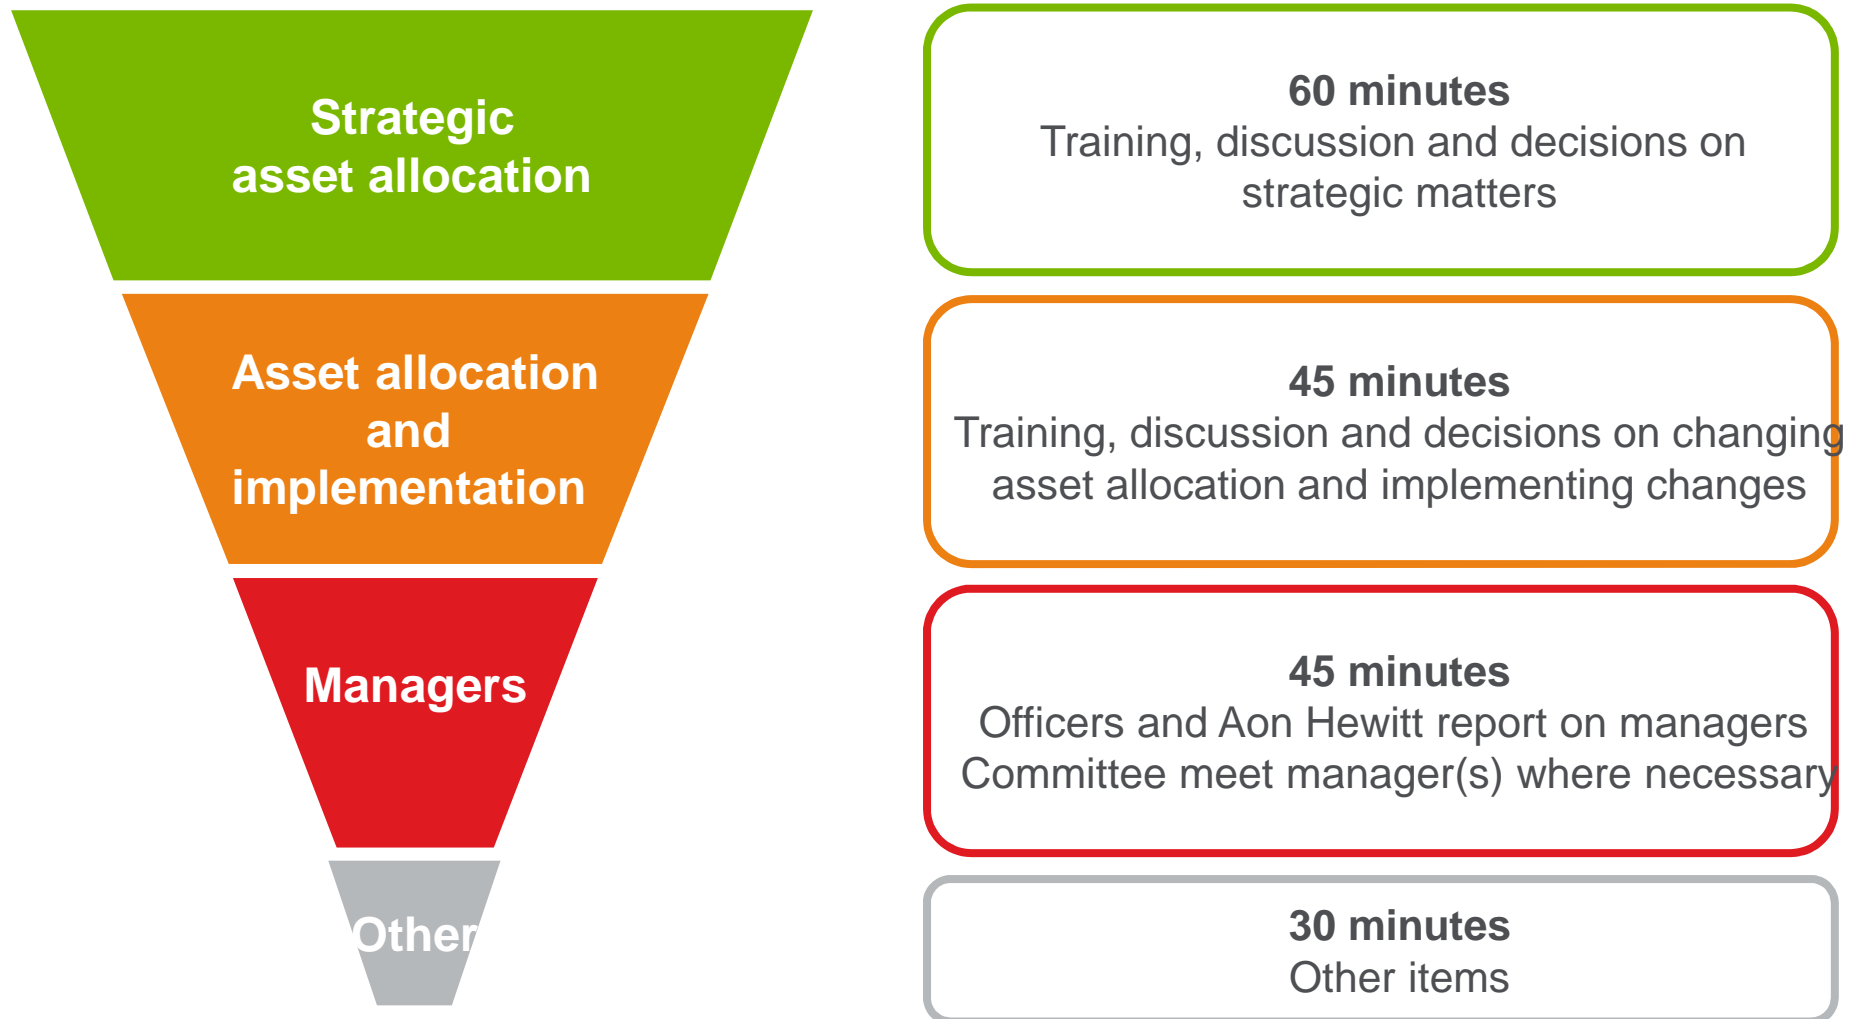 Strategic
asset allocation
60 minutes
Training, discussion and decisions on
strategic matters
Asset allocation
and
implementation
45 minutes
Training, discussion and decisions on changing
asset allocation and implementing changes
Managers
45 minutes
Officers and Aon Hewitt report on managers
Committee meet manager(s) where necessary
Other
30 minutes
Other items